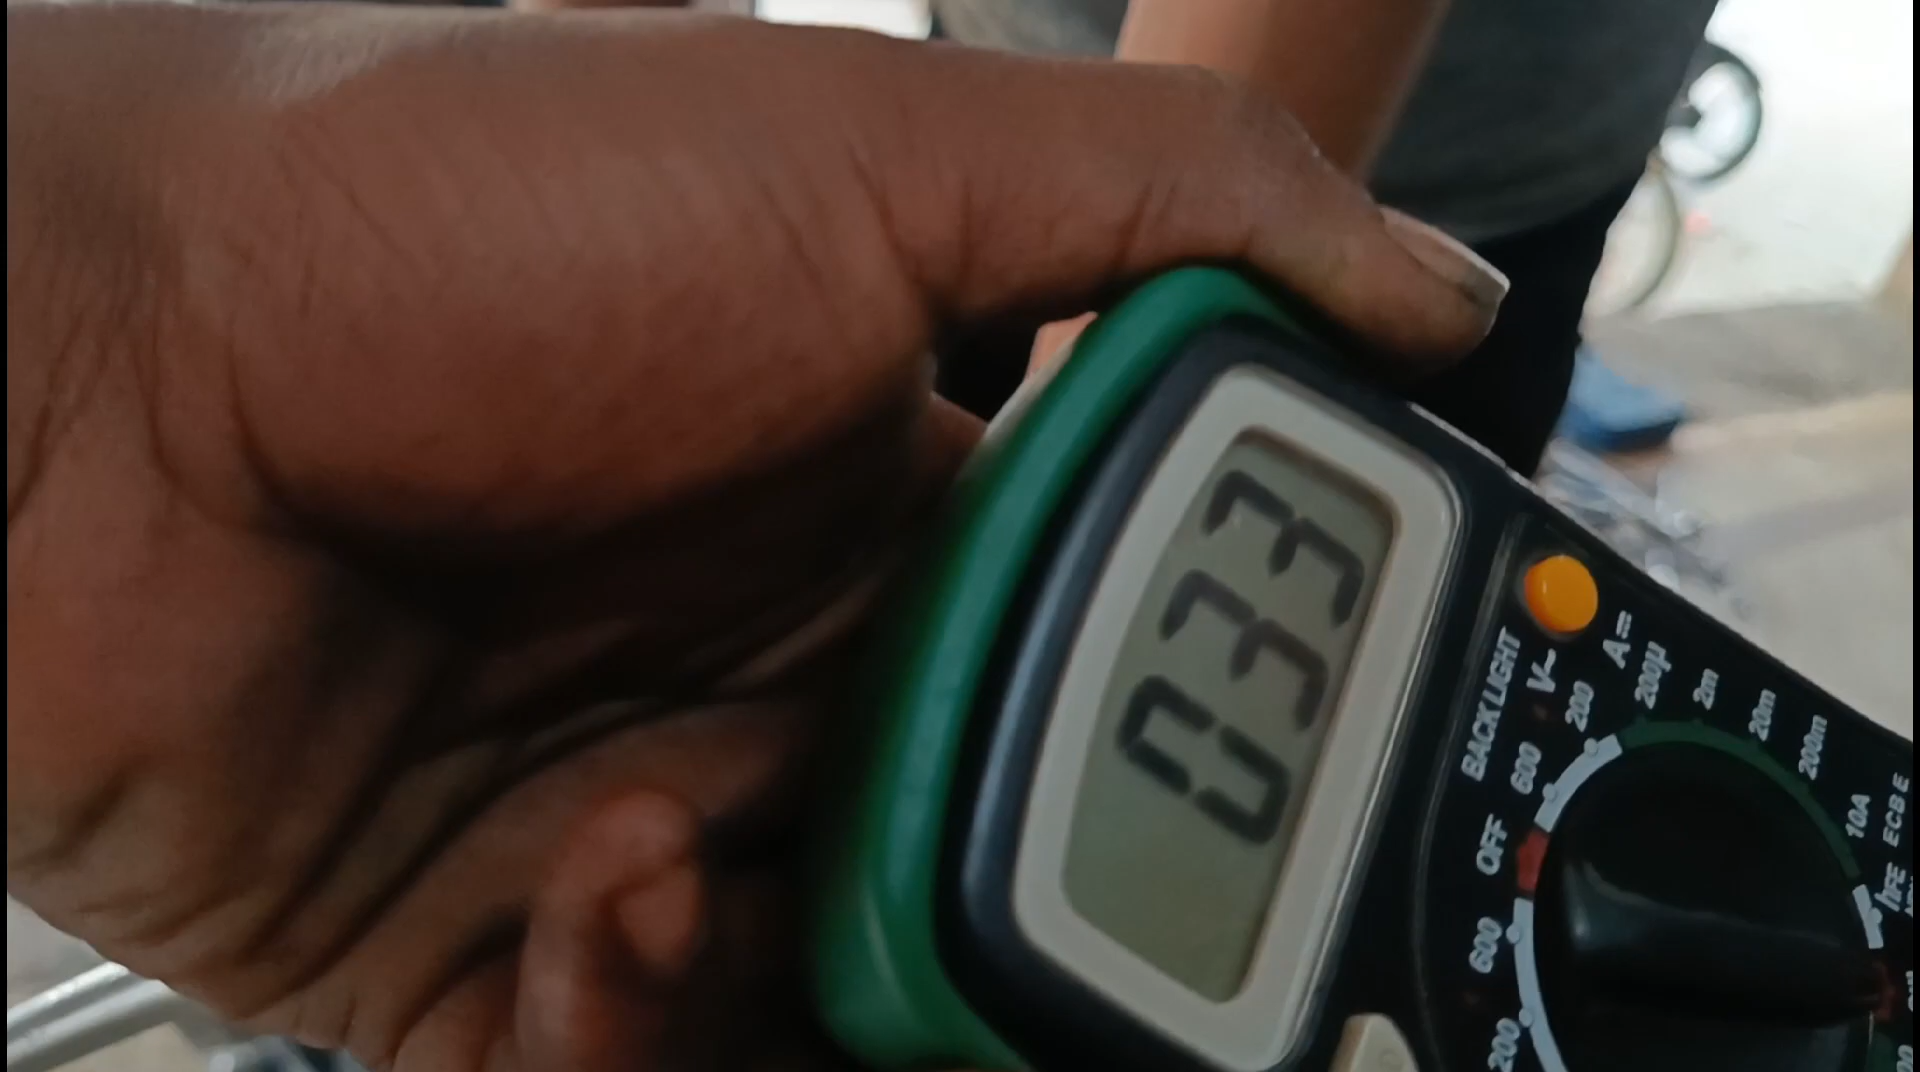 033
BACKLIGHT
V~
A⎓
200µ
2m
20m
200m
10A
hFE ECBE
200
600
OFF
600
200